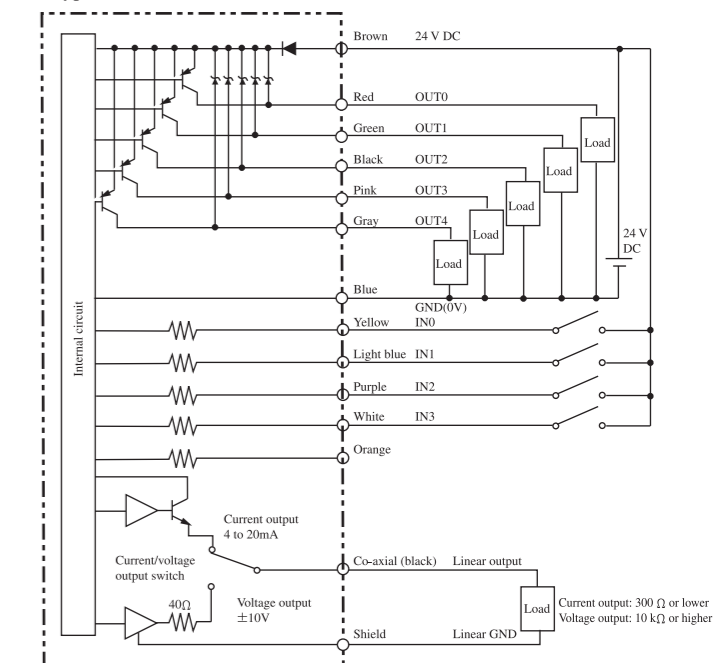 Brown 24 V DC
Red OUT0
Green OUT1
Load
Black OUT2
Load
Pink OUT3
Load
Gray OUT4
Load
24 V
DC
Load
Blue
GND(0V)
Internal circuit
Yellow IN0
Light blue IN1
Purple IN2
White IN3
Orange
Current output
4 to 20mA
Current/voltage
output switch
Co-axial (black) Linear output
40Ω
Voltage output
±10V
Load
Current output: 300 Ω or lower
Voltage output: 10 kΩ or higher
Shield Linear GND